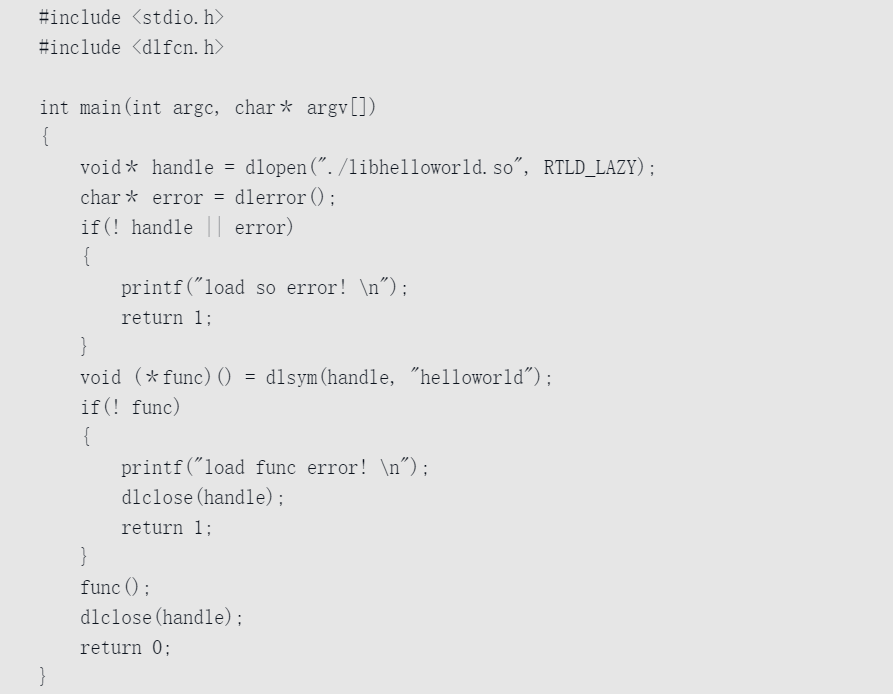 #include <stdio.h>
#include <dlfcn.h>

int main(int argc, char* argv[])
{
    void* handle = dlopen("./libhelloworld.so", RTLD_LAZY);
    char* error = dlerror();
    if(! handle || error)
    {
        printf("load so error! \n");
        return 1;
    }
    void (*func)() = dlsym(handle, "helloworld");
    if(! func)
    {
        printf("load func error! \n");
        dlclose(handle);
        return 1;
    }
    func();
    dlclose(handle);
    return 0;
}